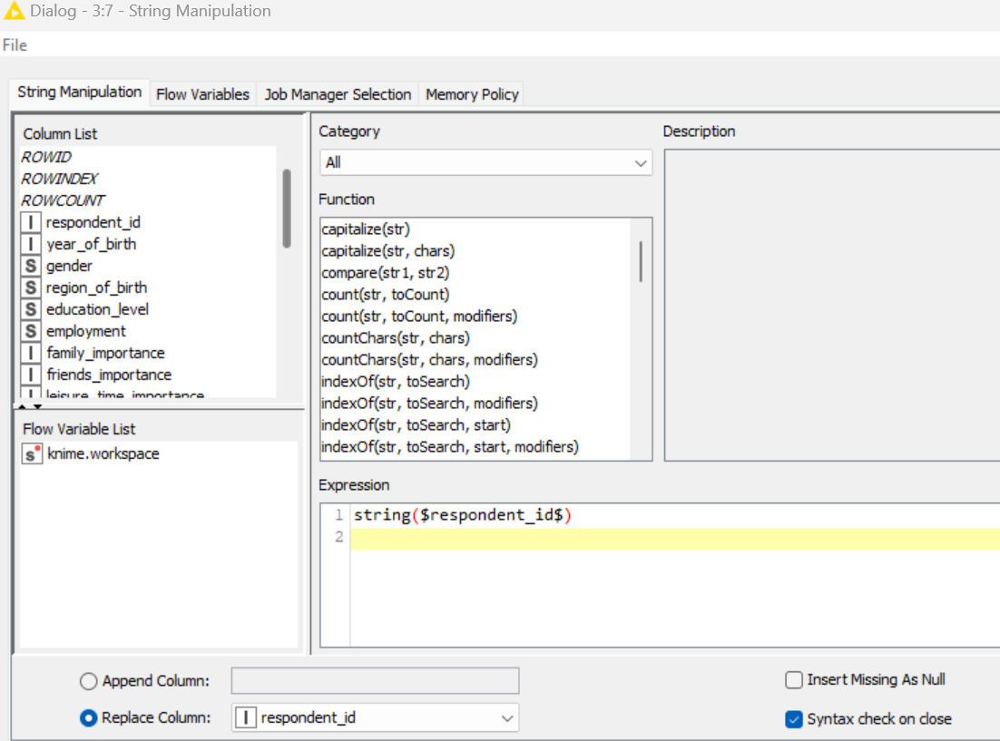 Dialog - 3:7 - String Manipulation
File
String Manipulation Flow Variables Job Manager Selection Memory Policy
Column List
ROWID
ROWINDEX
ROWCOUNT
I respondent_id
I year_of_birth
S gender
S region_of_birth
S education_level
S employment
I family_importance
I friends_importance
I leisure_time_importance
Flow Variable List
s knime.workspace
Category
All
Function
capitalize(str)
capitalize(str, chars)
compare(str1, str2)
count(str, toCount)
count(str, toCount, modifiers)
countChars(str, chars)
countChars(str, chars, modifiers)
indexOf(str, toSearch)
indexOf(str, toSearch, modifiers)
indexOf(str, toSearch, start)
indexOf(str, toSearch, start, modifiers)
Description
Expression
1 string($respondent_id$)
2
Append Column:
Replace Column: I respondent_id
Insert Missing As Null
Syntax check on close